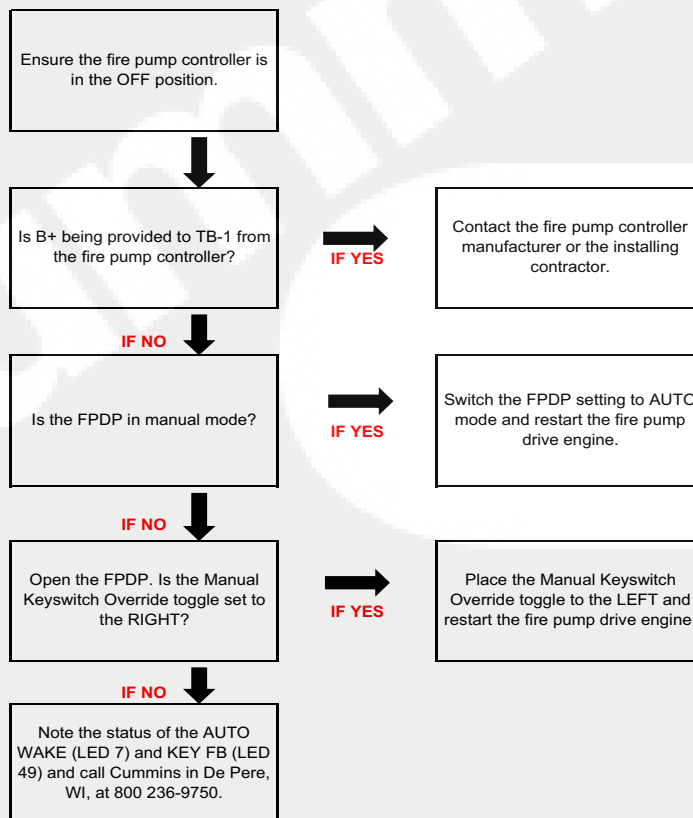 Ensure the fire pump controller is
in the OFF position.
Is B+ being provided to TB-1 from
the fire pump controller?
IF YES
Contact the fire pump controller
manufacturer or the installing
contractor.
IF NO
Is the FPDP in manual mode?
IF YES
Switch the FPDP setting to AUTO
mode and restart the fire pump
drive engine.
IF NO
Open the FPDP. Is the Manual
Keyswitch Override toggle set to
the RIGHT?
IF YES
Place the Manual Keyswitch
Override toggle to the LEFT and
restart the fire pump drive engine
IF NO
Note the status of the AUTO
WAKE (LED 7) and KEY FB (LED
49) and call Cummins in De Pere,
WI, at 800 236-9750.